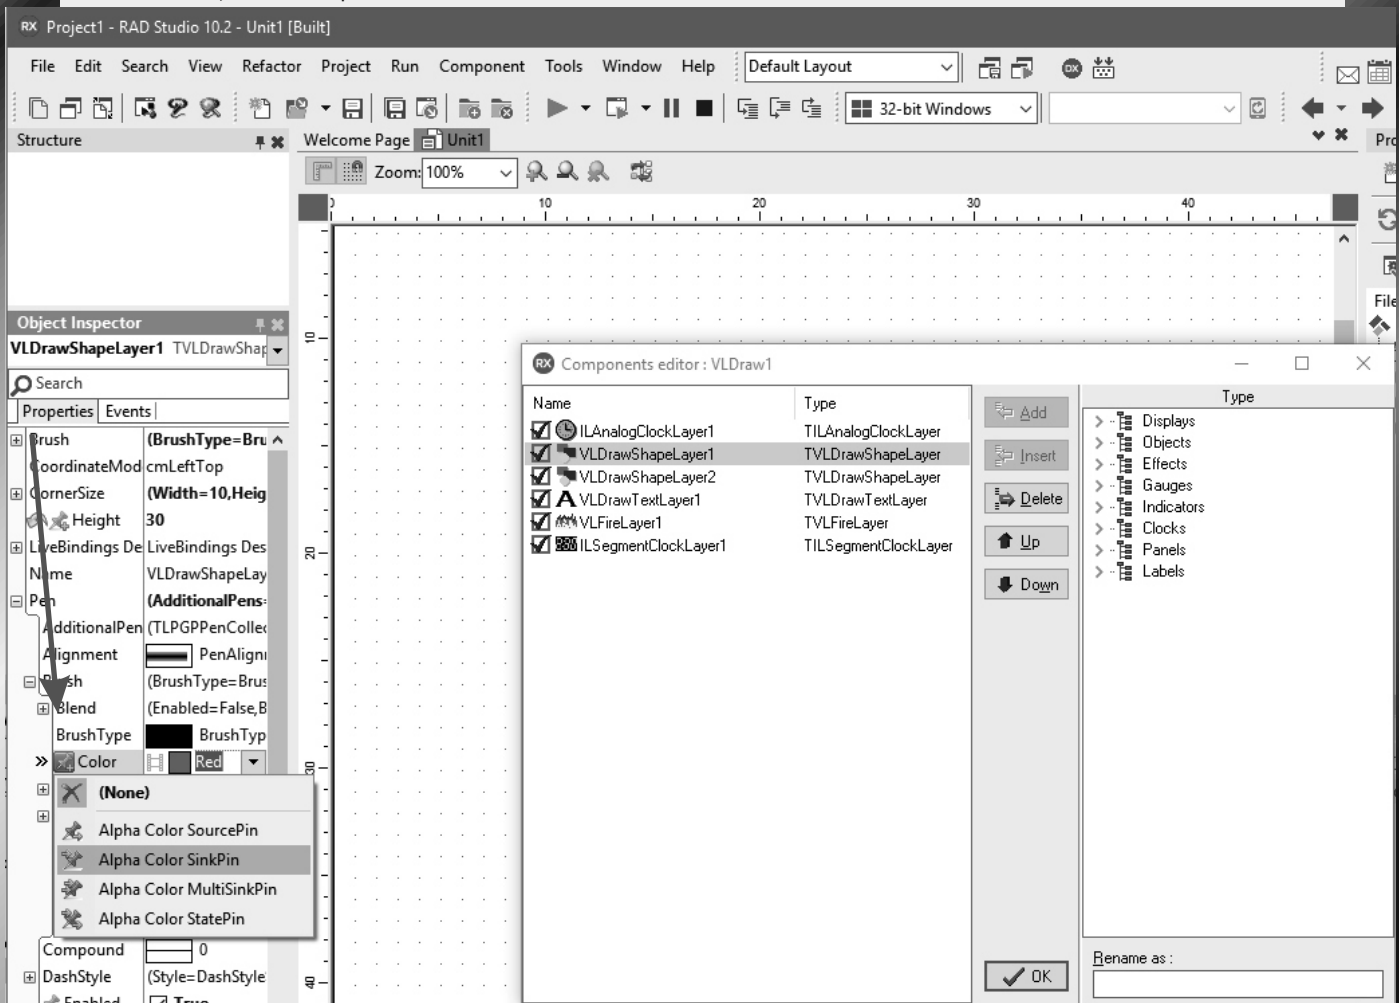 Project1 - RAD Studio 10.2 - Unit1 [Built]
File Edit Search View Refactor Project Run Component Tools Window Help Default Layout
32-bit Windows
Structure
Welcome Page Unit1
Zoom: 100%
10 20 30 40
Object Inspector
VLDrawShapeLayer1 TVLDrawShap
Search
Properties Events
Brush (BrushType=Bru
CoordinateMod cmLeftTop
CornerSize (Width=10,Heig
Height 30
LiveBindings De LiveBindings Des
Name VLDrawShapeLay
Pen (AdditionalPens=
AdditionalPen (TLPGPPenCollec
Alignment PenAlignm
Brush (BrushType=Brus
Blend (Enabled=False,B
BrushType BrushTyp
Color Red
(None)
Alpha Color SourcePin
Alpha Color SinkPin
Alpha Color MultiSinkPin
Alpha Color StatePin
Compound 0
DashStyle (Style=DashStyle
Enabled True
10
20
30
40
Components editor : VLDraw1
Name Type
ILAnalogClockLayer1 TILAnalogClockLayer
VLDrawShapeLayer1 TVLDrawShapeLayer
VLDrawShapeLayer2 TVLDrawShapeLayer
VLDrawTextLayer1 TVLDrawTextLayer
VLFireLayer1 TVLFireLayer
ILSegmentClockLayer1 TILSegmentClockLayer
Add
Insert
Delete
Up
Down
OK
Type
Displays
Objects
Effects
Gauges
Indicators
Clocks
Panels
Labels
Rename as :
Pro
File